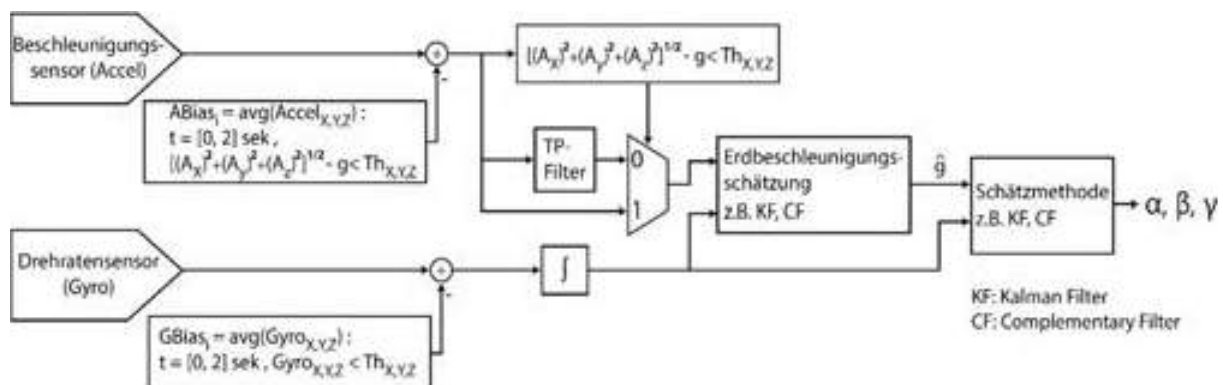 Beschleunigungs-
sensor (Accel)
+
-
[(A_X)²+(A_y)²+(A_z)²]^1/2 - g<Th_X,Y,Z
ABias_i = avg(Accel_X,Y,Z) :
t = [0, 2] sek ,
[(A_X)²+(A_y)²+(A_z)²]^1/2 - g<Th_X,Y,Z
TP-
Filter
0
1
Erdbeschleunigungs-
schätzung
z.B. KF, CF
ĝ
Schätzmethode
z.B. KF, CF
α, β, γ
Drehratensensor
(Gyro)
+
-
∫
GBias_i = avg(Gyro_X,Y,Z) :
t = [0, 2] sek , Gyro_X,Y,Z < Th_X,Y,Z
KF: Kalman Filter
CF: Complementary Filter